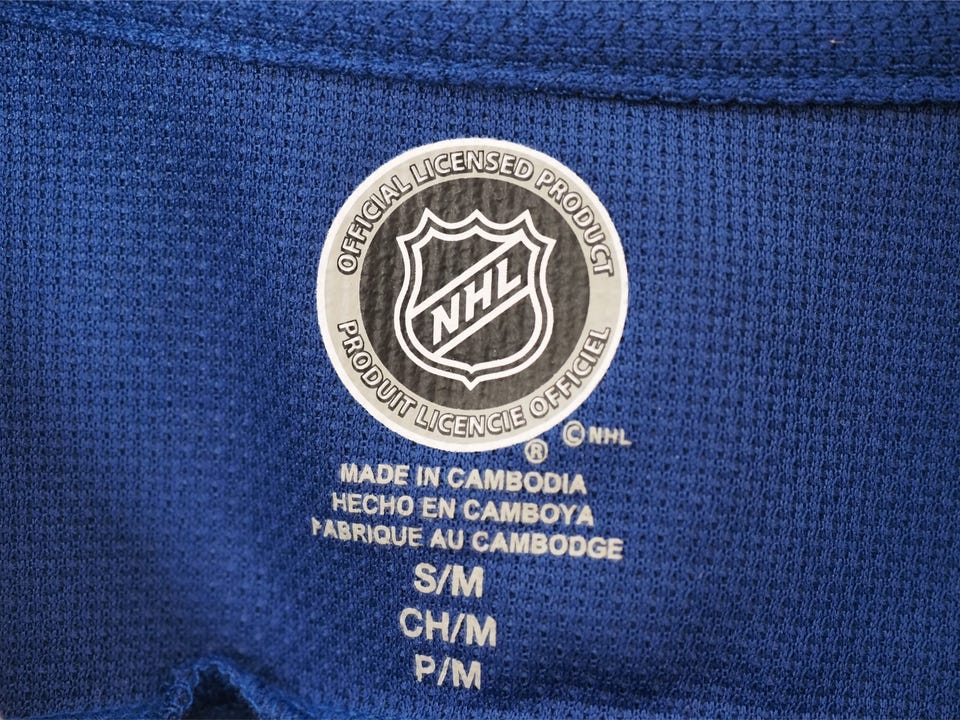 OFFICIAL LICENSED PRODUCT
NHL
PRODUIT LICENCIE OFFICIEL
®
© NHL
MADE IN CAMBODIA
HECHO EN CAMBOYA
FABRIQUE AU CAMBODGE
S/M
CH/M
P/M